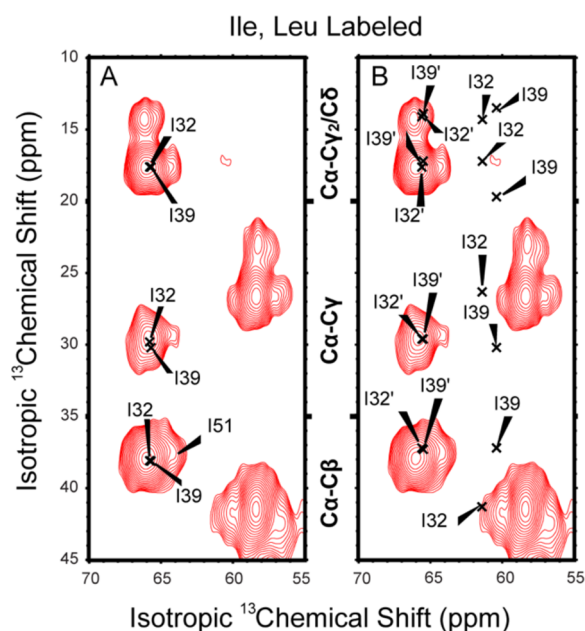 Ile, Leu Labeled
Isotropic ¹³Chemical Shift (ppm)
10
15
20
25
30
35
40
45
A
I32
I39
I32
I39
I32
I51
I39
70
65
60
55
Cα-Cγ₂/Cδ
Cα-Cγ
Cα-Cβ
B
I39'
I32
I39
I39'
I32'
I32
I39
I32'
I32
I32'
I39'
I39
I32'
I39'
I39
I32
70
65
60
55
Isotropic ¹³Chemical Shift (ppm)